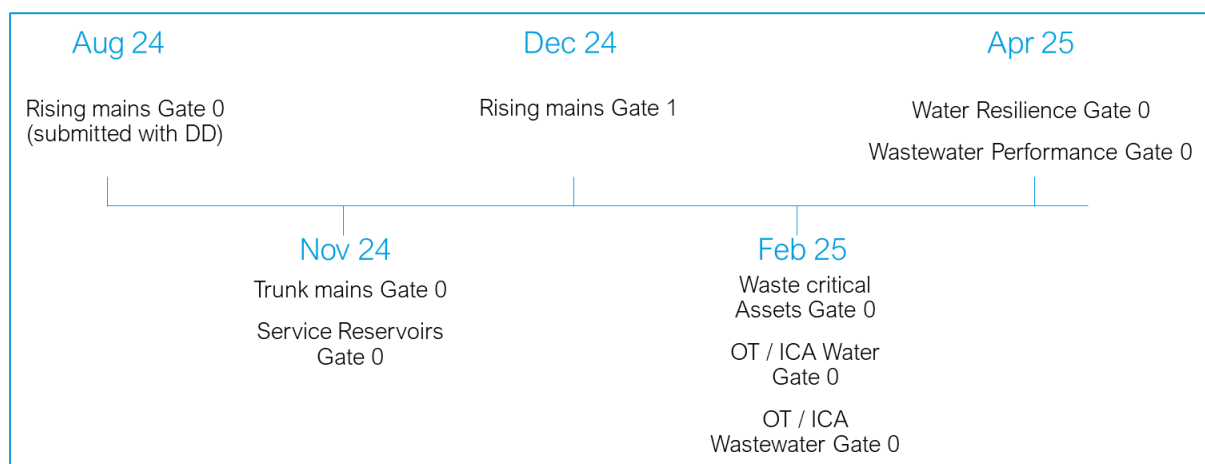 Aug 24
Rising mains Gate 0
(submitted with DD)
Nov 24
Trunk mains Gate 0
Service Reservoirs
Gate 0
Dec 24
Rising mains Gate 1
Feb 25
Waste critical
Assets Gate 0
OT / ICA Water
Gate 0
OT / ICA
Wastewater Gate 0
Apr 25
Water Resilience Gate 0
Wastewater Performance Gate 0